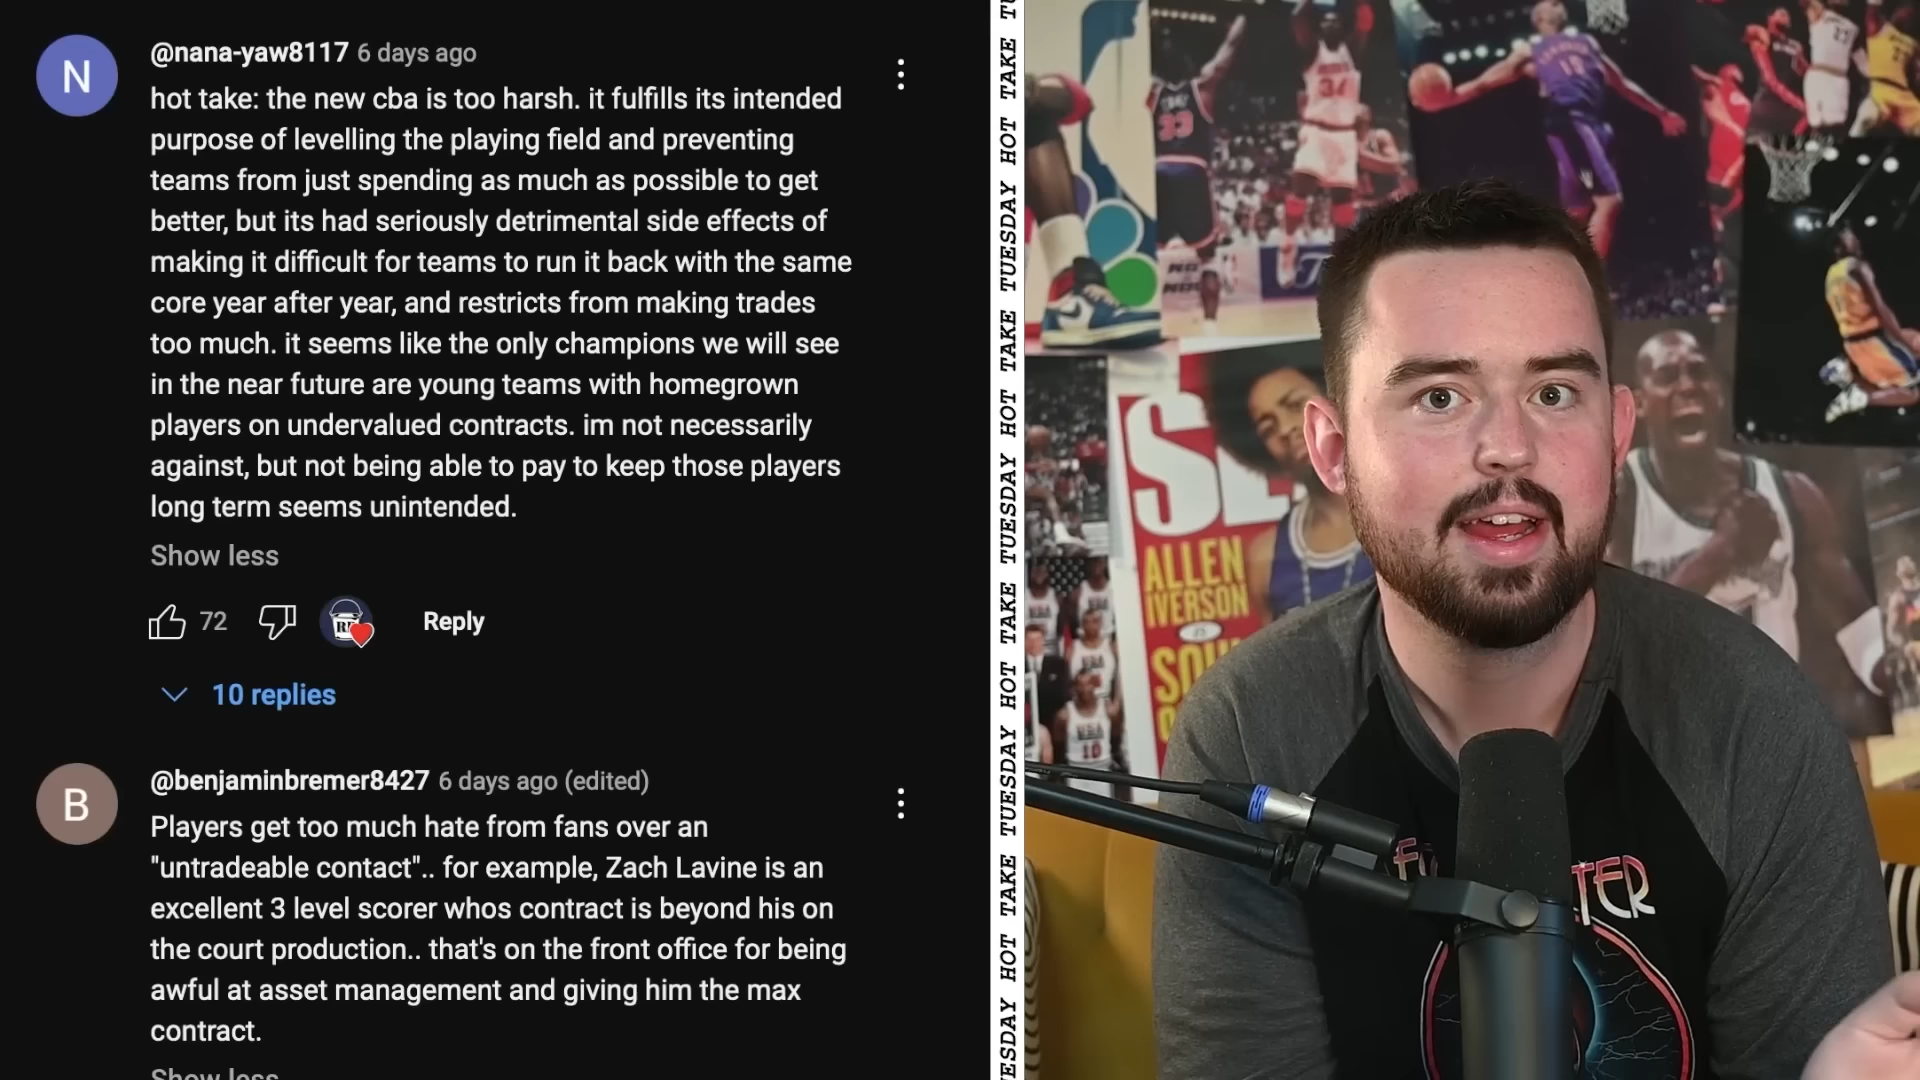 N
@nana-yaw8117 6 days ago
hot take: the new cba is too harsh. it fulfills its intended
purpose of levelling the playing field and preventing
teams from just spending as much as possible to get
better, but its had seriously detrimental side effects of
making it difficult for teams to run it back with the same
core year after year, and restricts from making trades
too much. it seems like the only champions we will see
in the near future are young teams with homegrown
players on undervalued contracts. im not necessarily
against, but not being able to pay to keep those players
long term seems unintended.
Show less
72
Reply
10 replies
B
@benjaminbremer8427 6 days ago (edited)
Players get too much hate from fans over an
"untradeable contact".. for example, Zach Lavine is an
excellent 3 level scorer whos contract is beyond his on
the court production.. that's on the front office for being
awful at asset management and giving him the max
contract.
Show less
HOT TAKE TUESDAY HOT TAKE TUESDAY HOT TAKE TUESDAY HOT TAKE TUESDAY
33
34
15
ALLEN
IVERSON
10